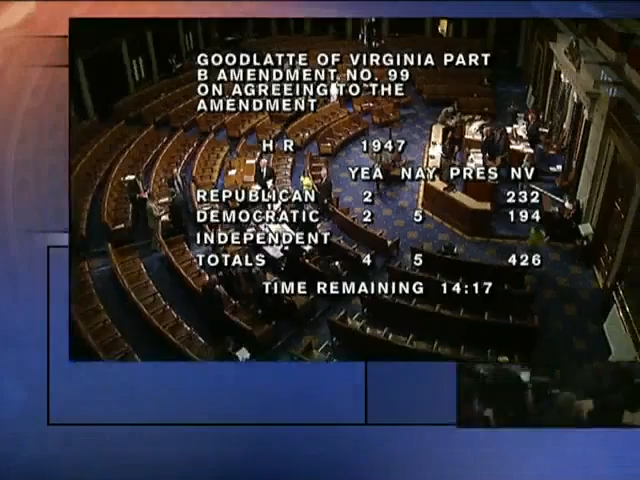 GOODLATTE OF VIRGINIA PART
B AMENDMENT NO. 99
ON AGREEING TO THE
AMENDMENT
H R 1947
YEA NAY PRES NV
REPUBLICAN 2 232
DEMOCRATIC 2 5 194
INDEPENDENT
TOTALS 4 5 426
TIME REMAINING 14:17